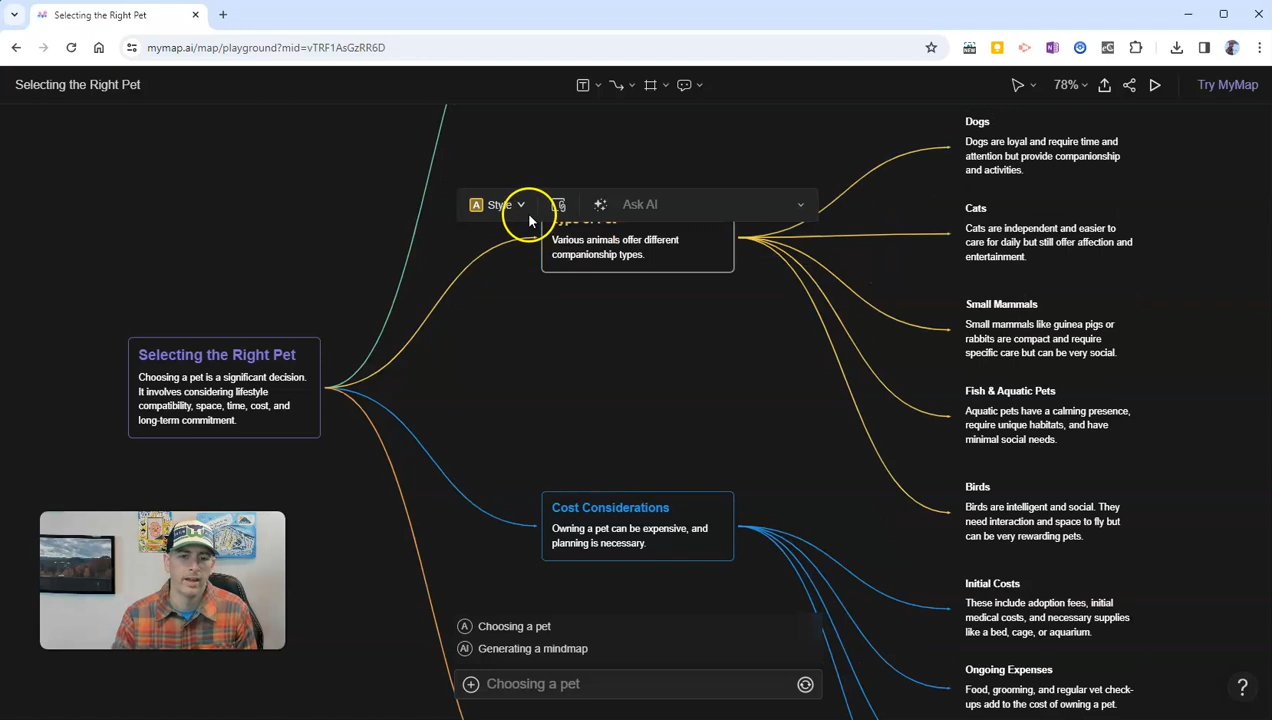 Selecting the Right Pet
mymap.ai/map/playground?mid=vTRF1AsGzRR6D
Selecting the Right Pet
78%
Try MyMap
A Style
Ask AI
Type of Pet
Various animals offer different
companionship types.
Selecting the Right Pet
Choosing a pet is a significant decision.
It involves considering lifestyle
compatibility, space, time, cost, and
long-term commitment.
Cost Considerations
Owning a pet can be expensive, and
planning is necessary.
Dogs
Dogs are loyal and require time and
attention but provide companionship
and activities.
Cats
Cats are independent and easier to
care for daily but still offer affection and
entertainment.
Small Mammals
Small mammals like guinea pigs or
rabbits are compact and require
specific care but can be very social.
Fish & Aquatic Pets
Aquatic pets have a calming presence,
require unique habitats, and have
minimal social needs.
Birds
Birds are intelligent and social. They
need interaction and space to fly but
can be very rewarding pets.
Initial Costs
These include adoption fees, initial
medical costs, and necessary supplies
like a bed, cage, or aquarium.
Ongoing Expenses
Food, grooming, and regular vet check-
ups add to the cost of owning a pet.
A Choosing a pet
AI Generating a mindmap
Choosing a pet
?